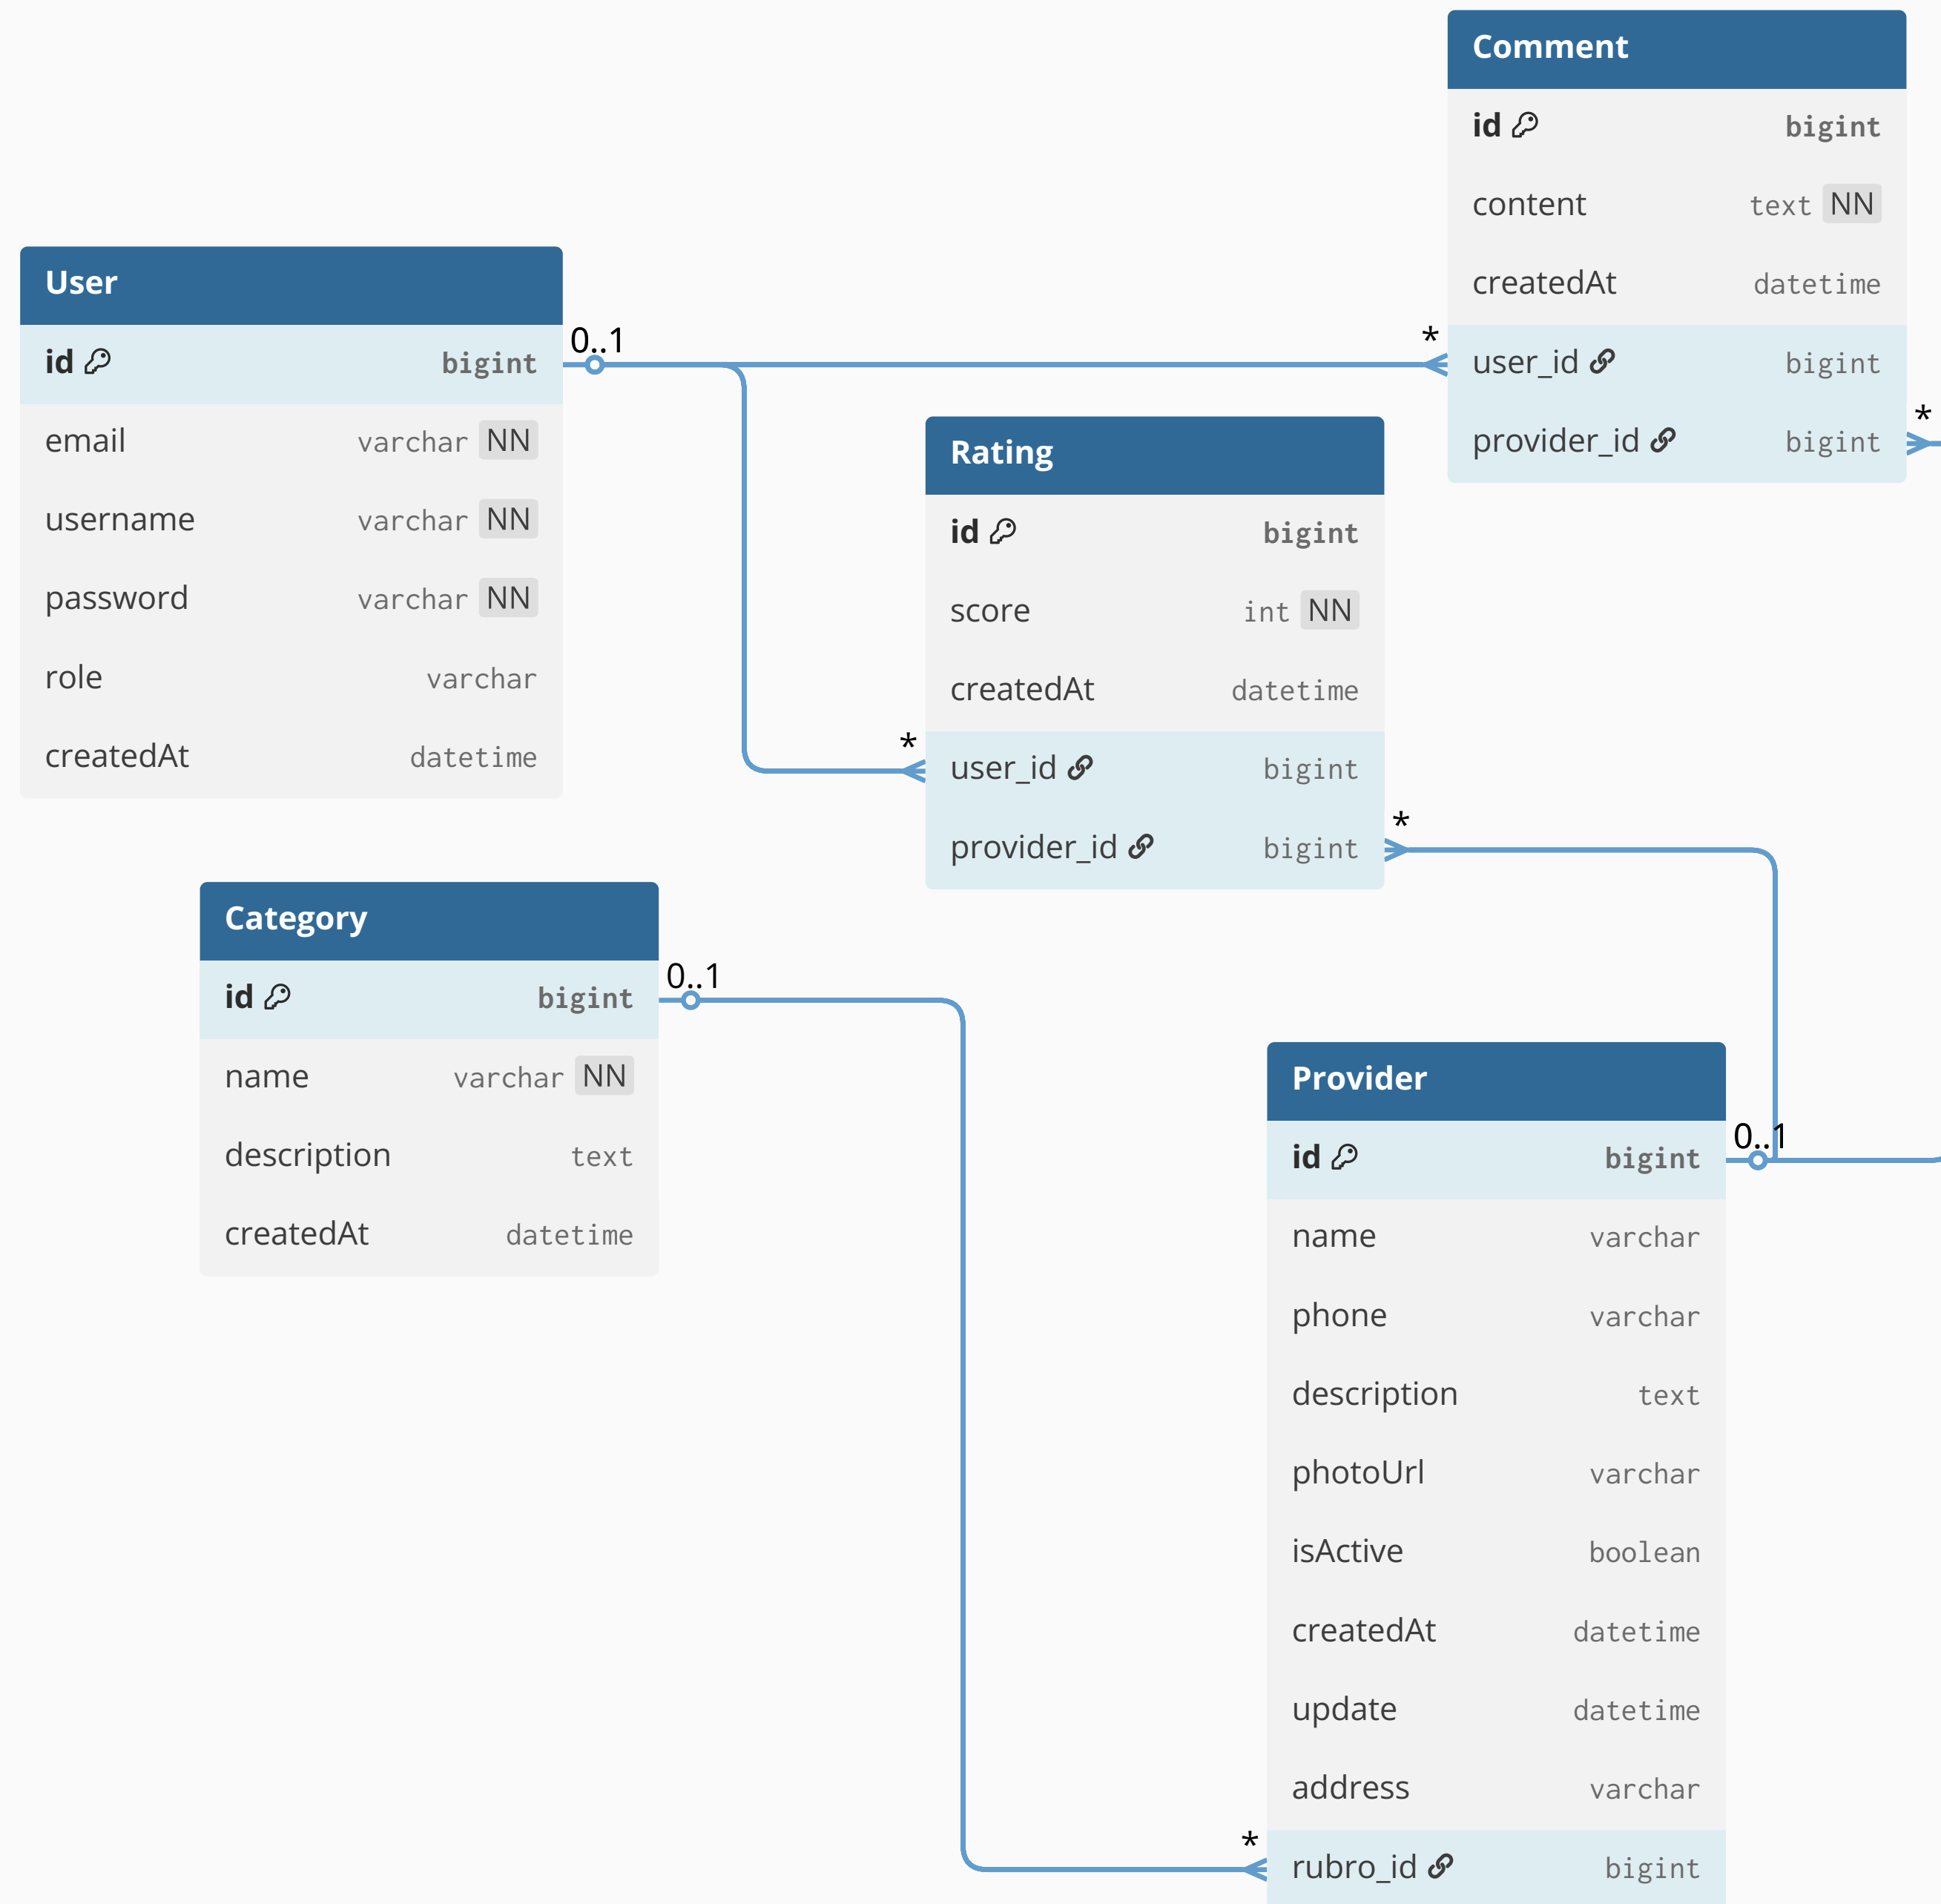 Comment
id bigint
content text NN
createdAt datetime
user_id bigint
provider_id bigint
*
*
User
id bigint
email varchar NN
username varchar NN
password varchar NN
role varchar
createdAt datetime
0..1
Rating
id bigint
score int NN
createdAt datetime
user_id bigint
provider_id bigint
*
*
Category
id bigint
name varchar NN
description text
createdAt datetime
0..1
Provider
id bigint
name varchar
phone varchar
description text
photoUrl varchar
isActive boolean
createdAt datetime
update datetime
address varchar
rubro_id bigint
0..1
*